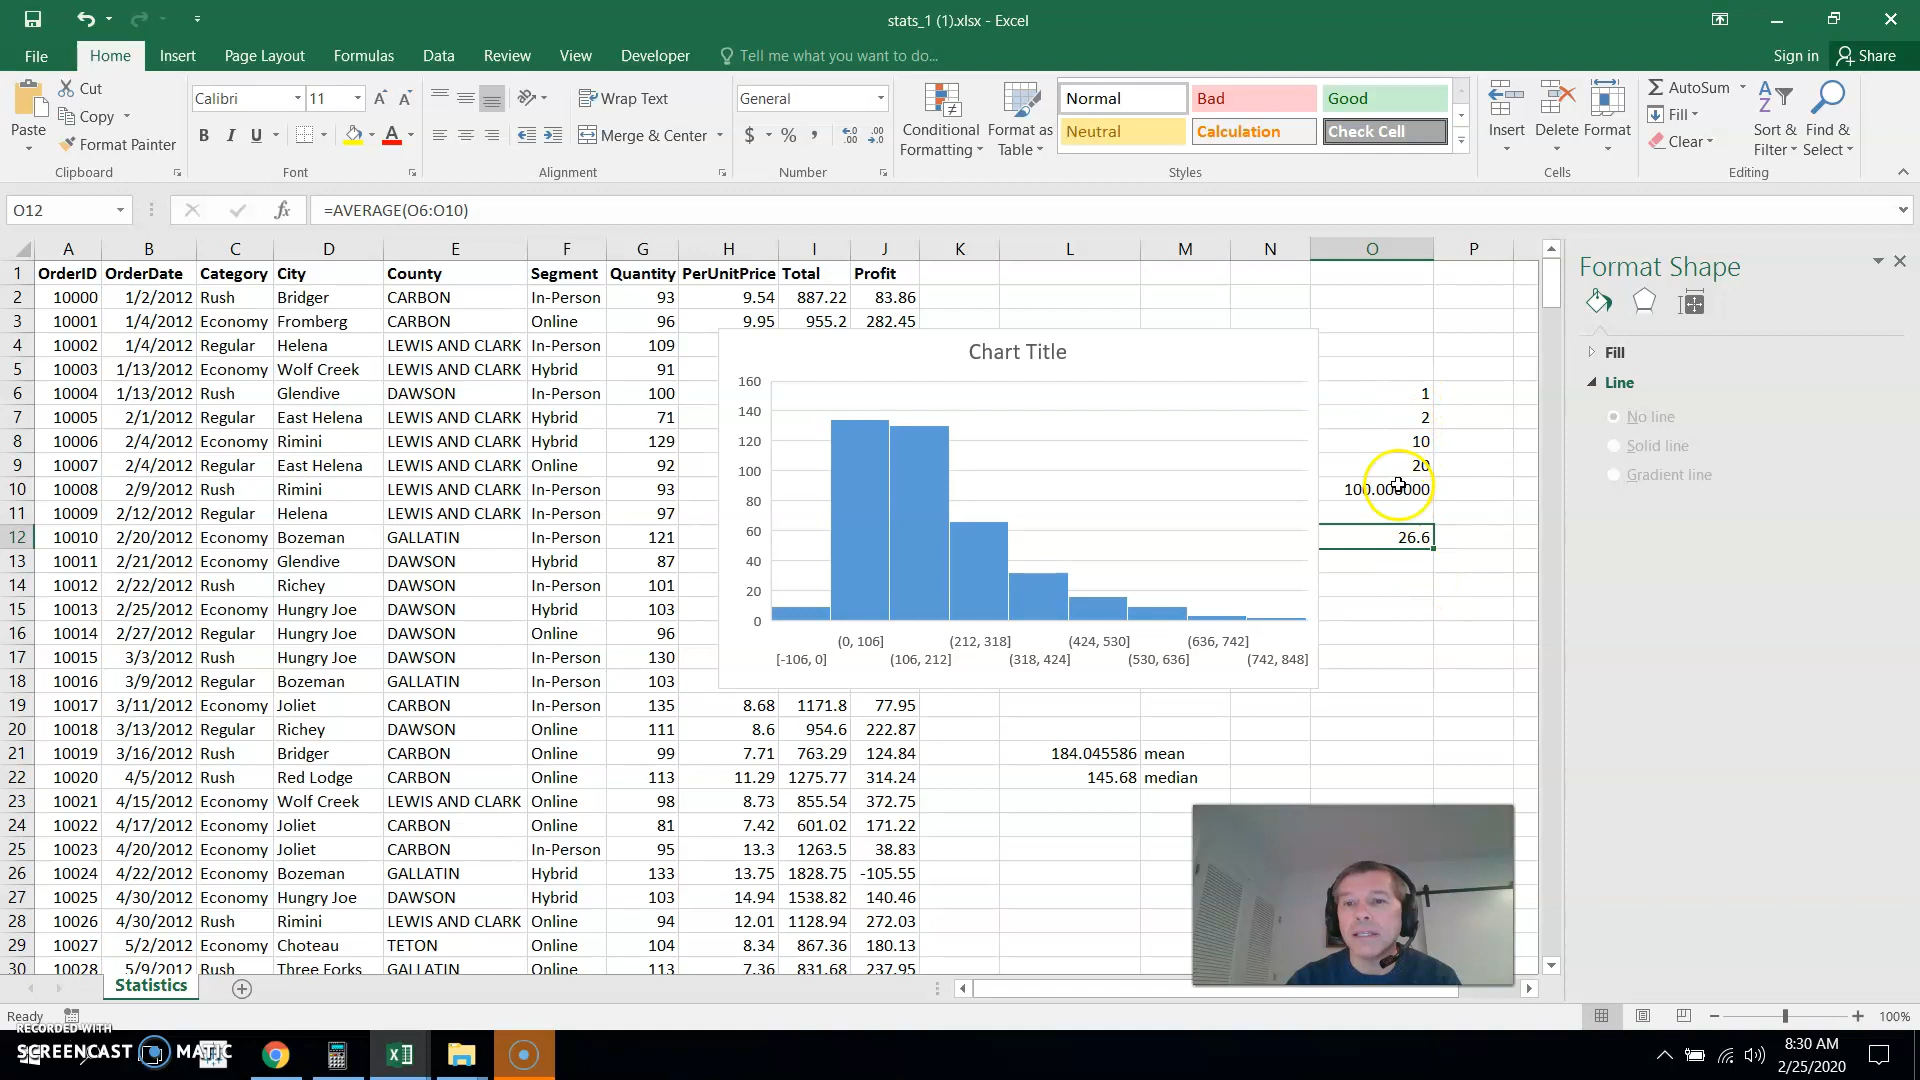 stats_1 (1).xlsx - Excel
File Home Insert Page Layout Formulas Data Review View Developer Tell me what you want to do... Sign in Share
Paste Cut Copy Format Painter Clipboard
Calibri 11 A A B I U A Font
Wrap Text Merge & Center Alignment
General $ % , Number
Conditional Formatting Format as Table
Normal Bad Good
Neutral Calculation Check Cell
Styles
Insert Delete Format Cells
AutoSum Fill Clear Sort & Filter Find & Select Editing
O12 fx =AVERAGE(O6:O10)
A B C D E F G H I J K L M N O P
1 OrderID OrderDate Category City County Segment Quantity PerUnitPrice Total Profit
2 10000 1/2/2012 Rush Bridger CARBON In-Person 93 9.54 887.22 83.86
3 10001 1/4/2012 Economy Fromberg CARBON Online 96 9.95 955.2 282.45
4 10002 1/4/2012 Regular Helena LEWIS AND CLARK In-Person 109
5 10003 1/13/2012 Economy Wolf Creek LEWIS AND CLARK Hybrid 91
6 10004 1/13/2012 Rush Glendive DAWSON In-Person 100 1
7 10005 2/1/2012 Regular East Helena LEWIS AND CLARK Hybrid 71 2
8 10006 2/4/2012 Economy Rimini LEWIS AND CLARK Hybrid 129 10
9 10007 2/4/2012 Regular East Helena LEWIS AND CLARK Online 92 20
10 10008 2/9/2012 Rush Rimini LEWIS AND CLARK In-Person 93
11 10009 2/12/2012 Regular Helena LEWIS AND CLARK In-Person 97
12 10010 2/20/2012 Economy Bozeman GALLATIN In-Person 121 26.6
13 10011 2/21/2012 Economy Glendive DAWSON Hybrid 87
14 10012 2/22/2012 Rush Richey DAWSON In-Person 101
15 10013 2/25/2012 Economy Hungry Joe DAWSON Hybrid 103
16 10014 2/27/2012 Regular Hungry Joe DAWSON Online 96
17 10015 3/3/2012 Rush Hungry Joe DAWSON In-Person 130
18 10016 3/9/2012 Regular Bozeman GALLATIN In-Person 103
19 10017 3/11/2012 Economy Joliet CARBON In-Person 135 8.68 1171.8 77.95
20 10018 3/13/2012 Regular Richey DAWSON Online 111 8.6 954.6 222.87
21 10019 3/16/2012 Rush Bridger CARBON Online 99 7.71 763.29 124.84 184.045586 mean
22 10020 4/5/2012 Rush Red Lodge CARBON Online 113 11.29 1275.77 314.24 145.68 median
23 10021 4/15/2012 Economy Wolf Creek LEWIS AND CLARK Online 98 8.73 855.54 372.75
24 10022 4/17/2012 Economy Joliet CARBON Online 81 7.42 601.02 171.22
25 10023 4/20/2012 Economy Joliet CARBON In-Person 95 13.3 1263.5 38.83
26 10024 4/22/2012 Economy Bozeman GALLATIN Hybrid 133 13.75 1828.75 -105.55
27 10025 4/30/2012 Economy Hungry Joe DAWSON Hybrid 103 14.94 1538.82 140.46
28 10026 4/30/2012 Rush Rimini LEWIS AND CLARK Online 94 12.01 1128.94 272.03
29 10027 5/2/2012 Economy Choteau TETON Online 104 8.34 867.36 180.13
30 10028 5/9/2012 Rush Three Forks GALLATIN Online 113 7.36 831.68 237.95
Chart Title
160
140
120
100
80
60
40
20
0
(0, 106] (212, 318] (424, 530] (636, 742]
[-106, 0] (106, 212] (318, 424] (530, 636] (742, 848]
Format Shape
Fill
Line
No line
Solid line
Gradient line
Statistics
Ready 100%
RECORDED WITH
SCREENCAST MATIC
8:30 AM
2/25/2020